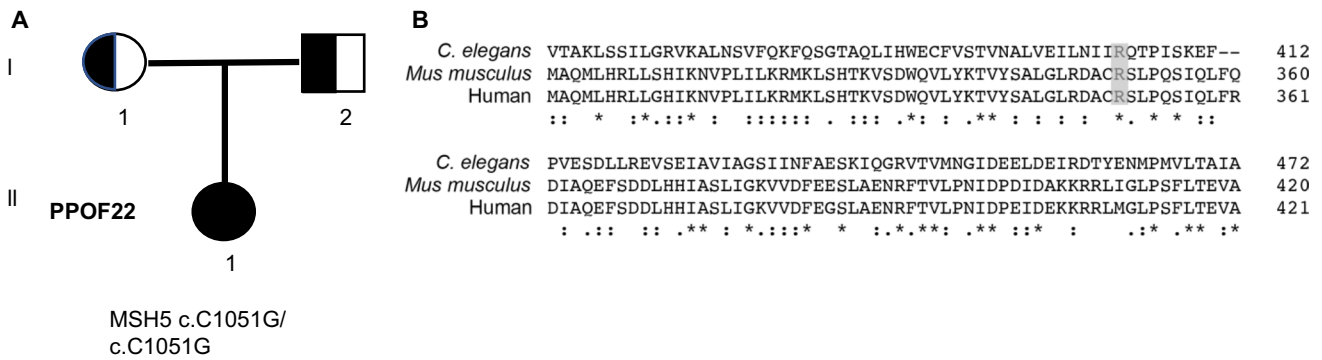 A
I
1
2
II
PPOF22
1
MSH5 c.C1051G/
c.C1051G
B
C. elegans VTAKLSSILGRVKALNSVFQKFQSGTAQLIHWECFVSTVNALVEILNIIRQTPISKEF-- 412
Mus musculus MAQMLHRLLSHIKNVPLILKRMKLSHTKVSDWQVLYKTVYSALGLRDACRSLPQSIQLFQ 360
Human MAQMLHRLLGHIKNVPLILKRMKLSHTKVSDWQVLYKTVYSALGLRDACRSLPQSIQLFR 361
:: * :*.::* : :::::: . ::: .*: : .** : : : : *. * * ::
C. elegans PVESDLLREVSEIAVIAGSIINFAESKIQGRVTVMNGIDEELDEIRDTYENMPMVLTAIA 472
Mus musculus DIAQEFSDDLHHIASLIGKVVDFEESLAENRFTVLPNIDPDIDAKKRRLIGLPSFLTEVA 420
Human DIAQEFSDDLHHIASLIGKVVDFEGSLAENRFTVLPNIDPEIDEKKRRLMGLPSFLTEVA 421
: .:: :: .** : *.:::* * :.*.**: .** ::* : .:* .** :*